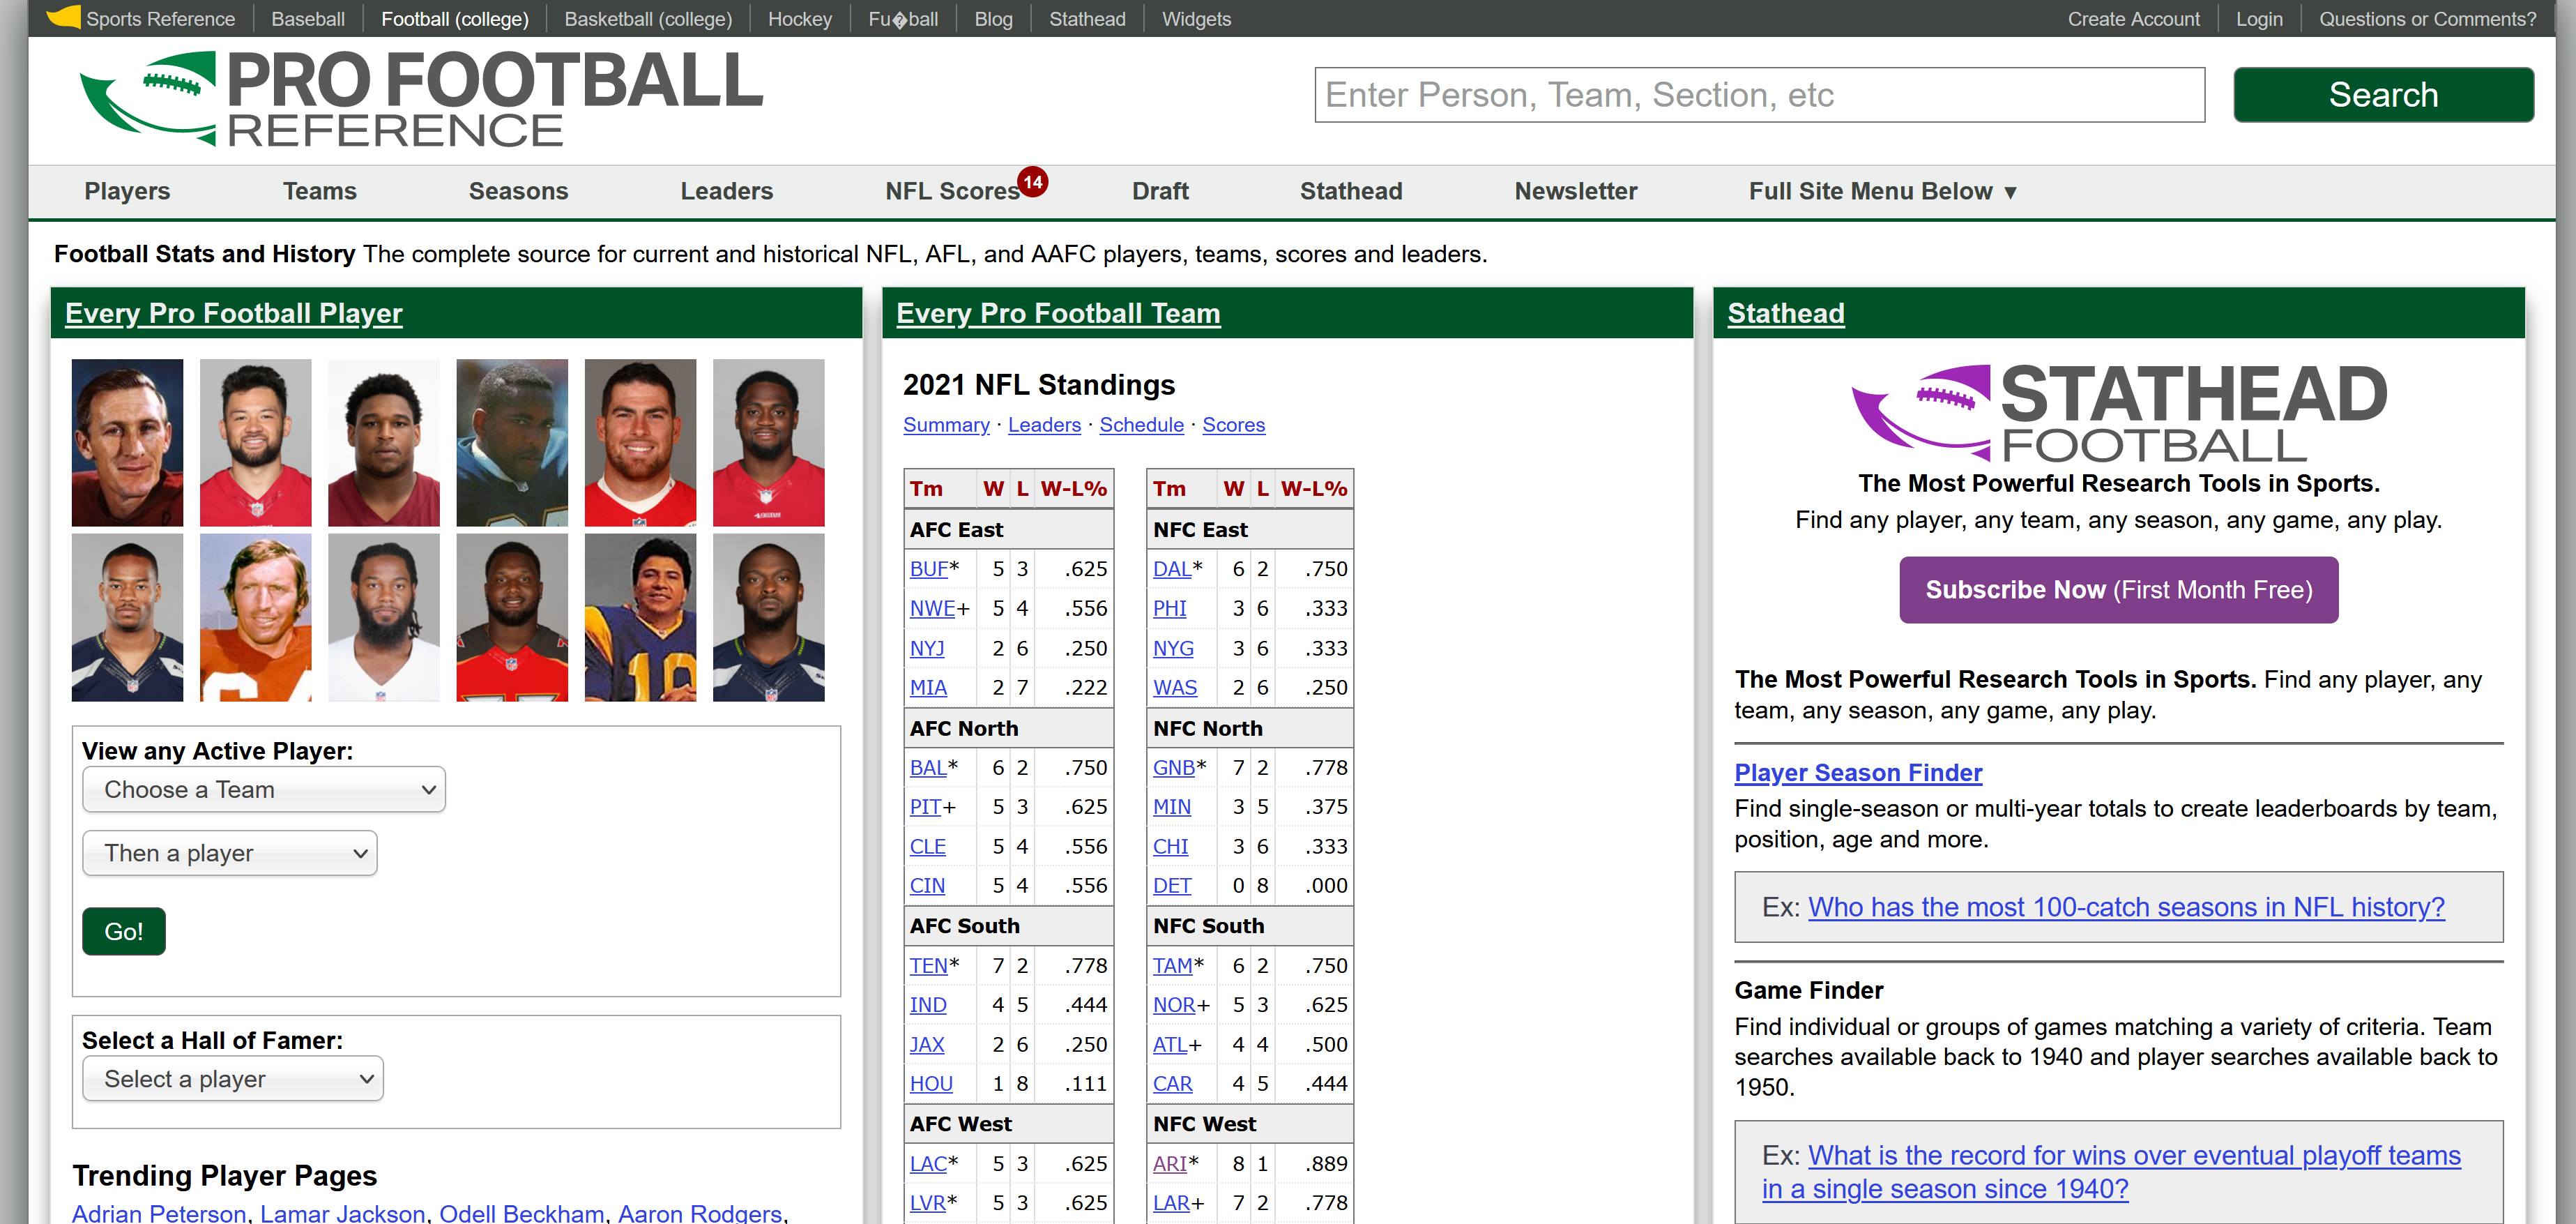 Sports Reference Baseball Football (college) Basketball (college) Hockey Fu�ball Blog Stathead Widgets Create Account Login Questions or Comments?
PRO FOOTBALL
REFERENCE
Enter Person, Team, Section, etc Search
Players Teams Seasons Leaders NFL Scores 14 Draft Stathead Newsletter Full Site Menu Below ▼
Football Stats and History The complete source for current and historical NFL, AFL, and AAFC players, teams, scores and leaders.
Every Pro Football Player
View any Active Player:
Choose a Team
Then a player
Go!
Select a Hall of Famer:
Select a player
Trending Player Pages
Adrian Peterson, Lamar Jackson, Odell Beckham, Aaron Rodgers,
Every Pro Football Team
2021 NFL Standings
Summary · Leaders · Schedule · Scores
Tm W L W-L%
AFC East
BUF* 5 3 .625
NWE+ 5 4 .556
NYJ 2 6 .250
MIA 2 7 .222
AFC North
BAL* 6 2 .750
PIT+ 5 3 .625
CLE 5 4 .556
CIN 5 4 .556
AFC South
TEN* 7 2 .778
IND 4 5 .444
JAX 2 6 .250
HOU 1 8 .111
AFC West
LAC* 5 3 .625
LVR* 5 3 .625
Tm W L W-L%
NFC East
DAL* 6 2 .750
PHI 3 6 .333
NYG 3 6 .333
WAS 2 6 .250
NFC North
GNB* 7 2 .778
MIN 3 5 .375
CHI 3 6 .333
DET 0 8 .000
NFC South
TAM* 6 2 .750
NOR+ 5 3 .625
ATL+ 4 4 .500
CAR 4 5 .444
NFC West
ARI* 8 1 .889
LAR+ 7 2 .778
Stathead
STATHEAD
FOOTBALL
The Most Powerful Research Tools in Sports.
Find any player, any team, any season, any game, any play.
Subscribe Now (First Month Free)
The Most Powerful Research Tools in Sports. Find any player, any
team, any season, any game, any play.
Player Season Finder
Find single-season or multi-year totals to create leaderboards by team,
position, age and more.
Ex: Who has the most 100-catch seasons in NFL history?
Game Finder
Find individual or groups of games matching a variety of criteria. Team
searches available back to 1940 and player searches available back to
1950.
Ex: What is the record for wins over eventual playoff teams
in a single season since 1940?